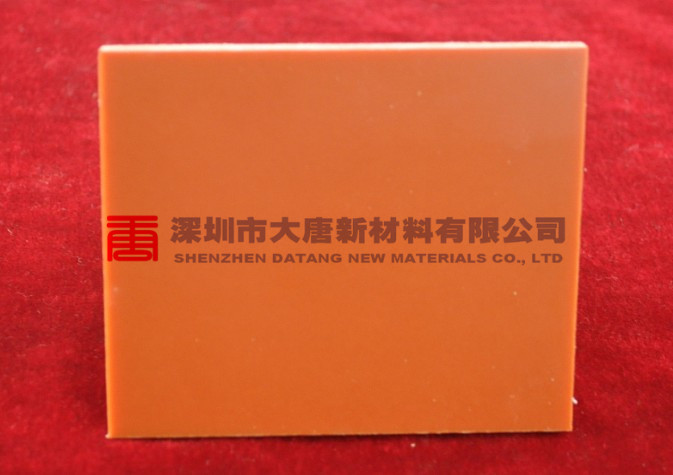 深圳市大唐新材料有限公司
SHENZHEN DATANG NEW MATERIALS CO., LTD